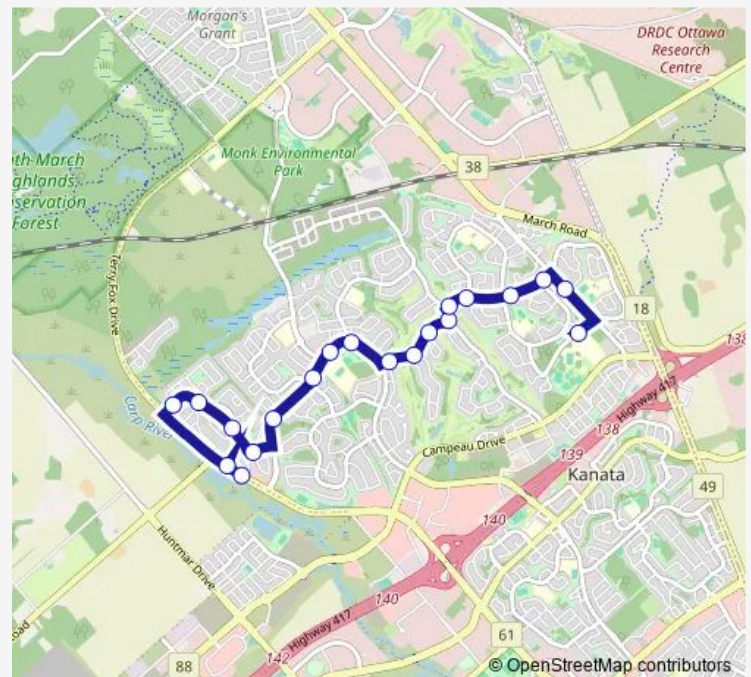 Morgan's
Grant
DRDC Ottawa
Research
Centre
Monk Environmental
Park
38
th March
ghlands
servation
Forest
March Road
Terry Fox Drive
18
138
Highway 417
Carp River
138
Campeau Drive
139
Kanata
49
140
Huntmar Drive
140
oad
Highway 417
61
142
88
© OpenStreetMap contributors